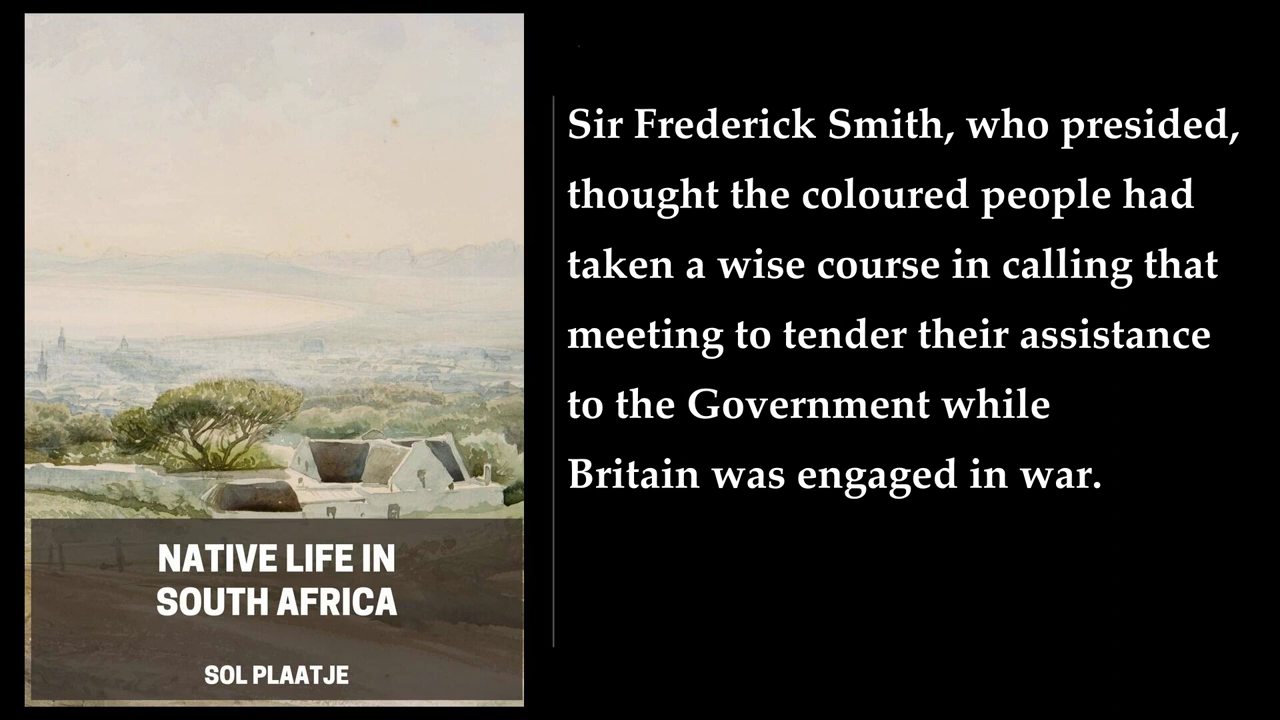 NATIVE LIFE IN
SOUTH AFRICA
SOL PLAATJE
Sir Frederick Smith, who presided,
thought the coloured people had
taken a wise course in calling that
meeting to tender their assistance
to the Government while
Britain was engaged in war.